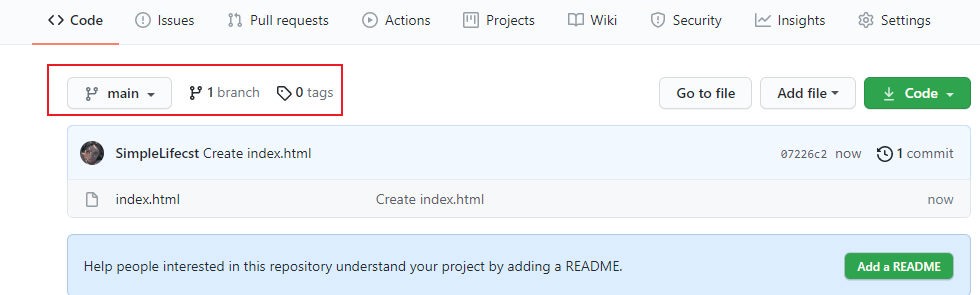 Code Issues Pull requests Actions Projects Wiki Security Insights Settings
main 1 branch 0 tags Go to file Add file Code
SimpleLifecst Create index.html 07226c2 now 1 commit
index.html Create index.html now
Help people interested in this repository understand your project by adding a README. Add a README